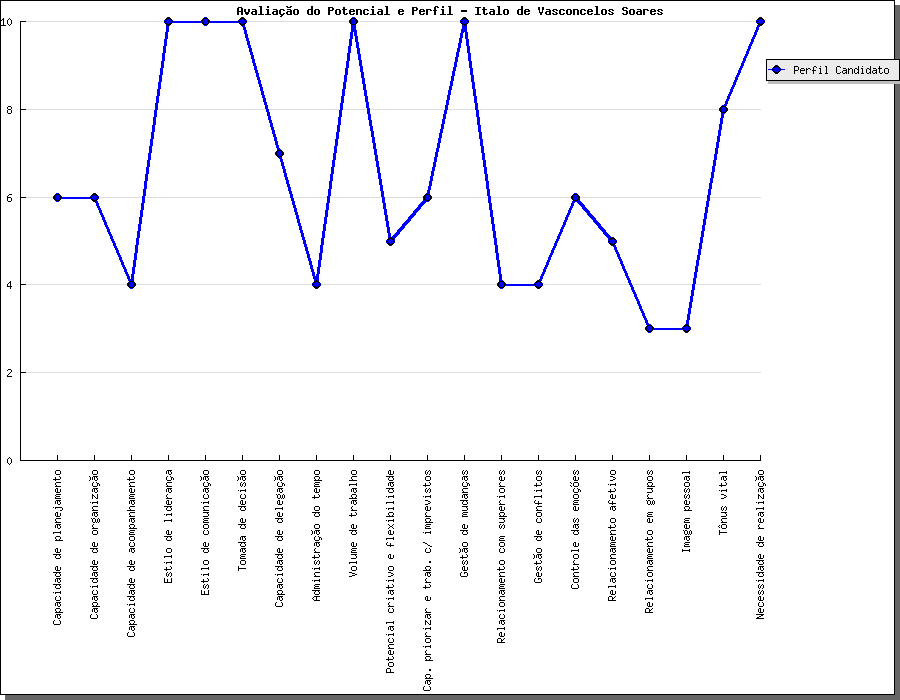 Avaliação do Potencial e Perfil - Italo de Vasconcelos Soares
10
8
6
4
2
0
Perfil Candidato
Capacidade de planejamento
Capacidade de organização
Capacidade de acompanhamento
Estilo de liderança
Estilo de comunicação
Tomada de decisão
Capacidade de delegação
Administração do tempo
Volume de trabalho
Potencial criativo e flexibilidade
Cap. priorizar e trab. c/ imprevistos
Gestão de mudanças
Relacionamento com superiores
Gestão de conflitos
Controle das emoções
Relacionamento afetivo
Relacionamento em grupos
Imagem pessoal
Tônus vital
Necessidade de realização